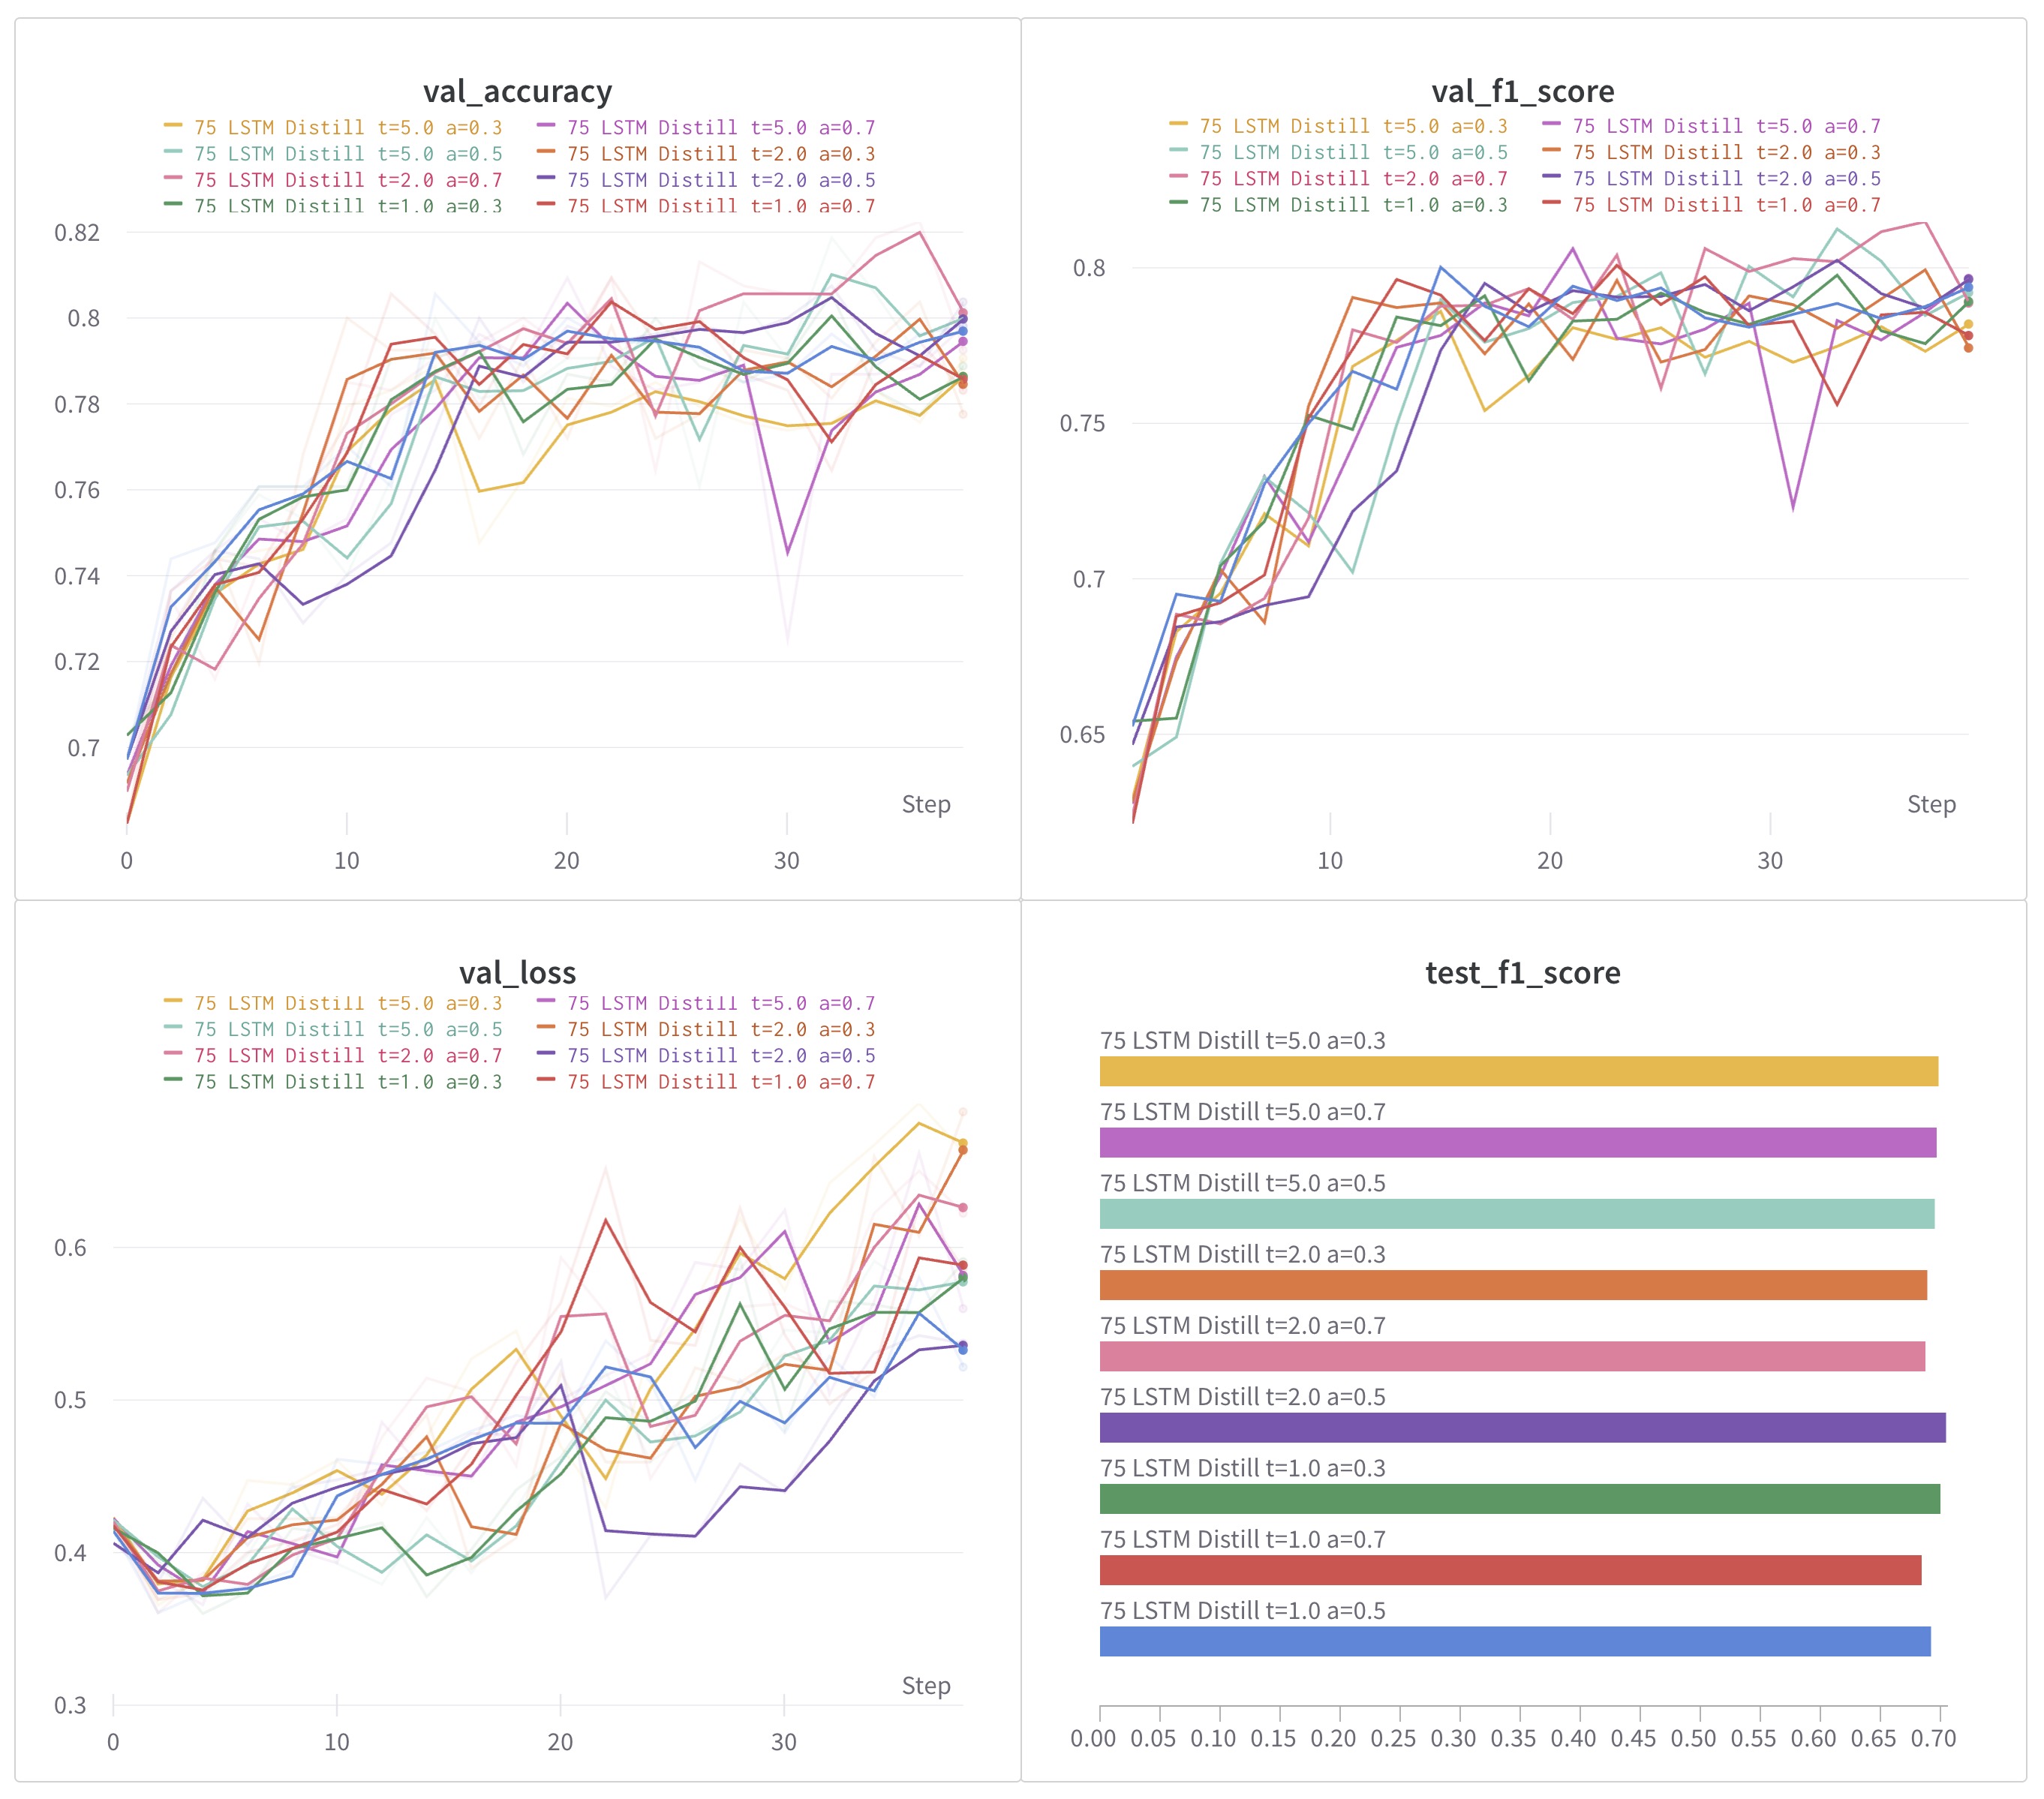 val_accuracy
75 LSTM Distill t=5.0 a=0.3 75 LSTM Distill t=5.0 a=0.7
75 LSTM Distill t=5.0 a=0.5 75 LSTM Distill t=2.0 a=0.3
75 LSTM Distill t=2.0 a=0.7 75 LSTM Distill t=2.0 a=0.5
75 LSTM Distill t=1.0 a=0.3 75 LSTM Distill t=1.0 a=0.7
0.82
0.8
0.78
0.76
0.74
0.72
0.7
Step
0 10 20 30
val_f1_score
75 LSTM Distill t=5.0 a=0.3 75 LSTM Distill t=5.0 a=0.7
75 LSTM Distill t=5.0 a=0.5 75 LSTM Distill t=2.0 a=0.3
75 LSTM Distill t=2.0 a=0.7 75 LSTM Distill t=2.0 a=0.5
75 LSTM Distill t=1.0 a=0.3 75 LSTM Distill t=1.0 a=0.7
0.8
0.75
0.7
0.65
Step
10 20 30
val_loss
75 LSTM Distill t=5.0 a=0.3 75 LSTM Distill t=5.0 a=0.7
75 LSTM Distill t=5.0 a=0.5 75 LSTM Distill t=2.0 a=0.3
75 LSTM Distill t=2.0 a=0.7 75 LSTM Distill t=2.0 a=0.5
75 LSTM Distill t=1.0 a=0.3 75 LSTM Distill t=1.0 a=0.7
0.6
0.5
0.4
0.3
Step
0 10 20 30
test_f1_score
75 LSTM Distill t=5.0 a=0.3
75 LSTM Distill t=5.0 a=0.7
75 LSTM Distill t=5.0 a=0.5
75 LSTM Distill t=2.0 a=0.3
75 LSTM Distill t=2.0 a=0.7
75 LSTM Distill t=2.0 a=0.5
75 LSTM Distill t=1.0 a=0.3
75 LSTM Distill t=1.0 a=0.7
75 LSTM Distill t=1.0 a=0.5
0.00 0.05 0.10 0.15 0.20 0.25 0.30 0.35 0.40 0.45 0.50 0.55 0.60 0.65 0.70